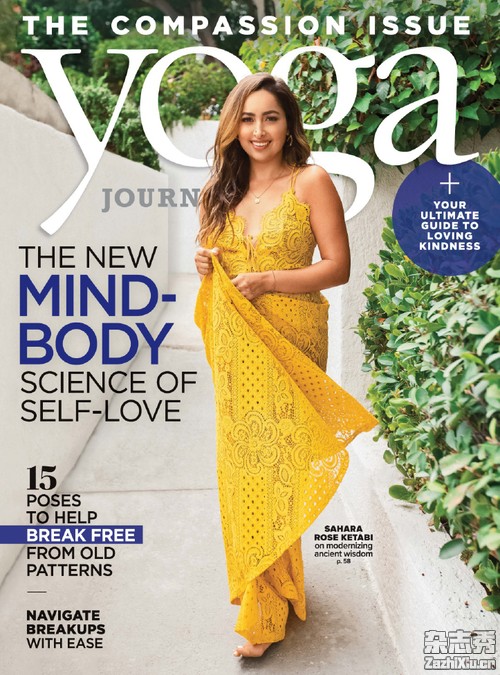 THE COMPASSION ISSUE
yoga
JOURN
+
YOUR
ULTIMATE
GUIDE TO
LOVING
KINDNESS
THE NEW
MIND-
BODY
SCIENCE OF
SELF-LOVE
15
POSES
TO HELP
BREAK FREE
FROM OLD
PATTERNS
NAVIGATE
BREAKUPS
WITH EASE
SAHARA
ROSE KETABI
on modernizing
ancient wisdom
p. 58
杂志秀
ZaZhiXiu.cn